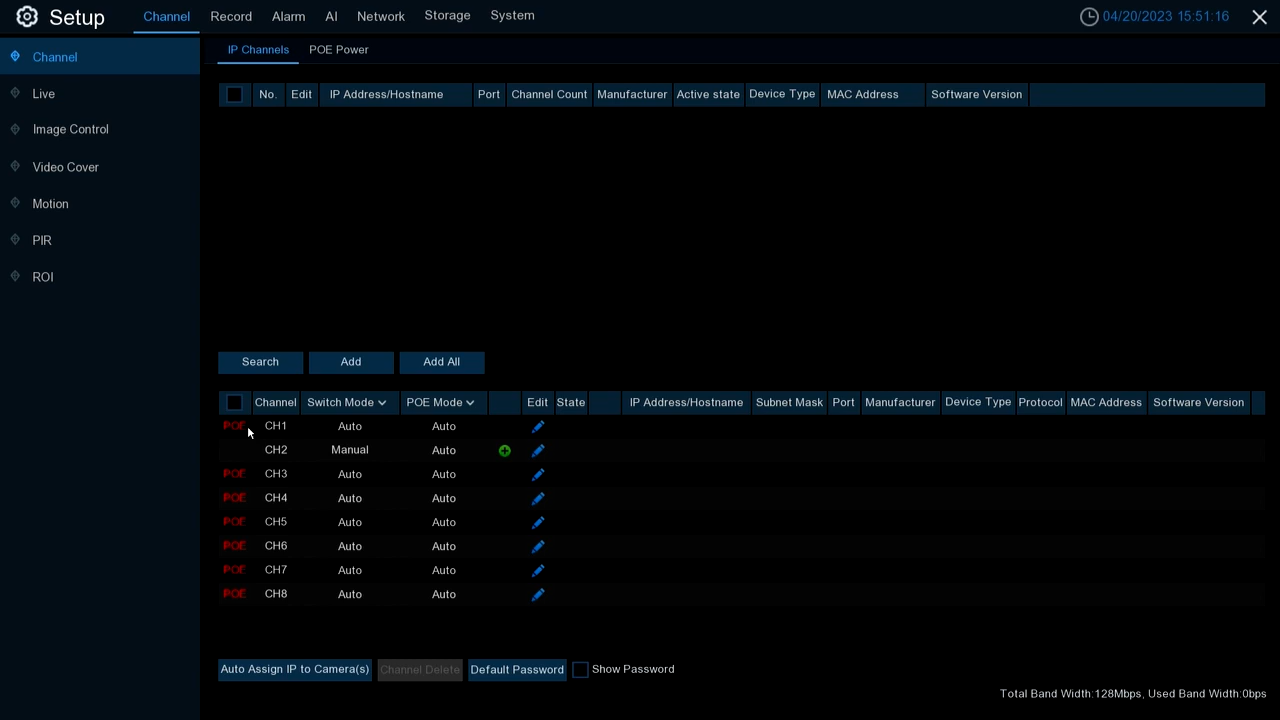 Setup Channel Record Alarm AI Network Storage System 04/20/2023 15:51:16
Channel
Live
Image Control
Video Cover
Motion
PIR
ROI
IP Channels POE Power
No. Edit IP Address/Hostname Port Channel Count Manufacturer Active state Device Type MAC Address Software Version
Search Add Add All
Channel Switch Mode POE Mode Edit State IP Address/Hostname Subnet Mask Port Manufacturer Device Type Protocol MAC Address Software Version
POE CH1 Auto Auto
CH2 Manual Auto
POE CH3 Auto Auto
POE CH4 Auto Auto
POE CH5 Auto Auto
POE CH6 Auto Auto
POE CH7 Auto Auto
POE CH8 Auto Auto
Auto Assign IP to Camera(s) Channel Delete Default Password Show Password
Total Band Width:128Mbps, Used Band Width:0bps